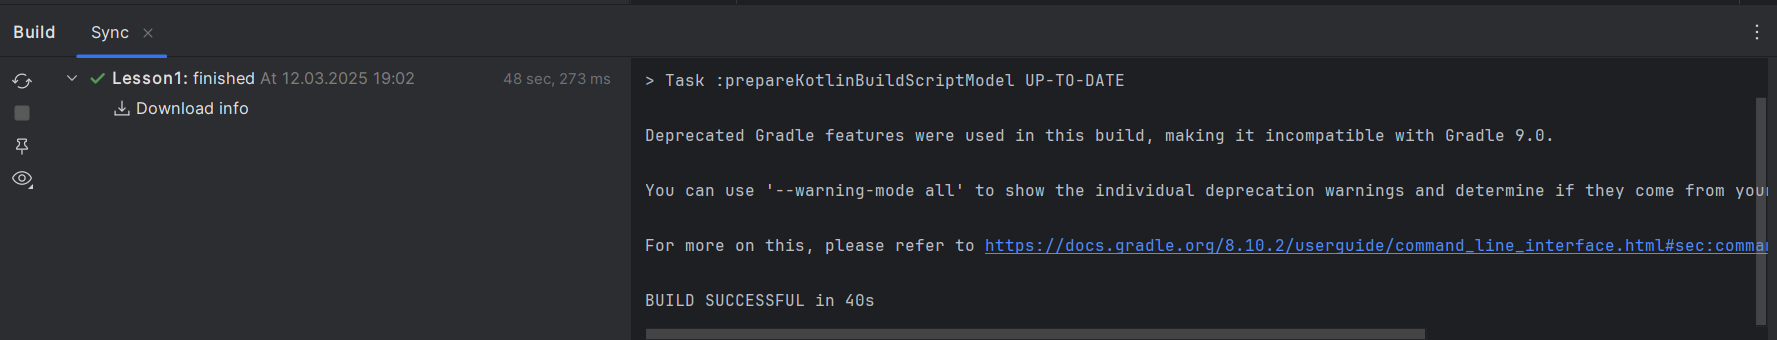 Build
Sync
Lesson1: finished At 12.03.2025 19:02 48 sec, 273 ms
Download info
> Task :prepareKotlinBuildScriptModel UP-TO-DATE
Deprecated Gradle features were used in this build, making it incompatible with Gradle 9.0.
You can use '--warning-mode all' to show the individual deprecation warnings and determine if they come from your
For more on this, please refer to https://docs.gradle.org/8.10.2/userguide/command_line_interface.html#sec:comma
BUILD SUCCESSFUL in 40s